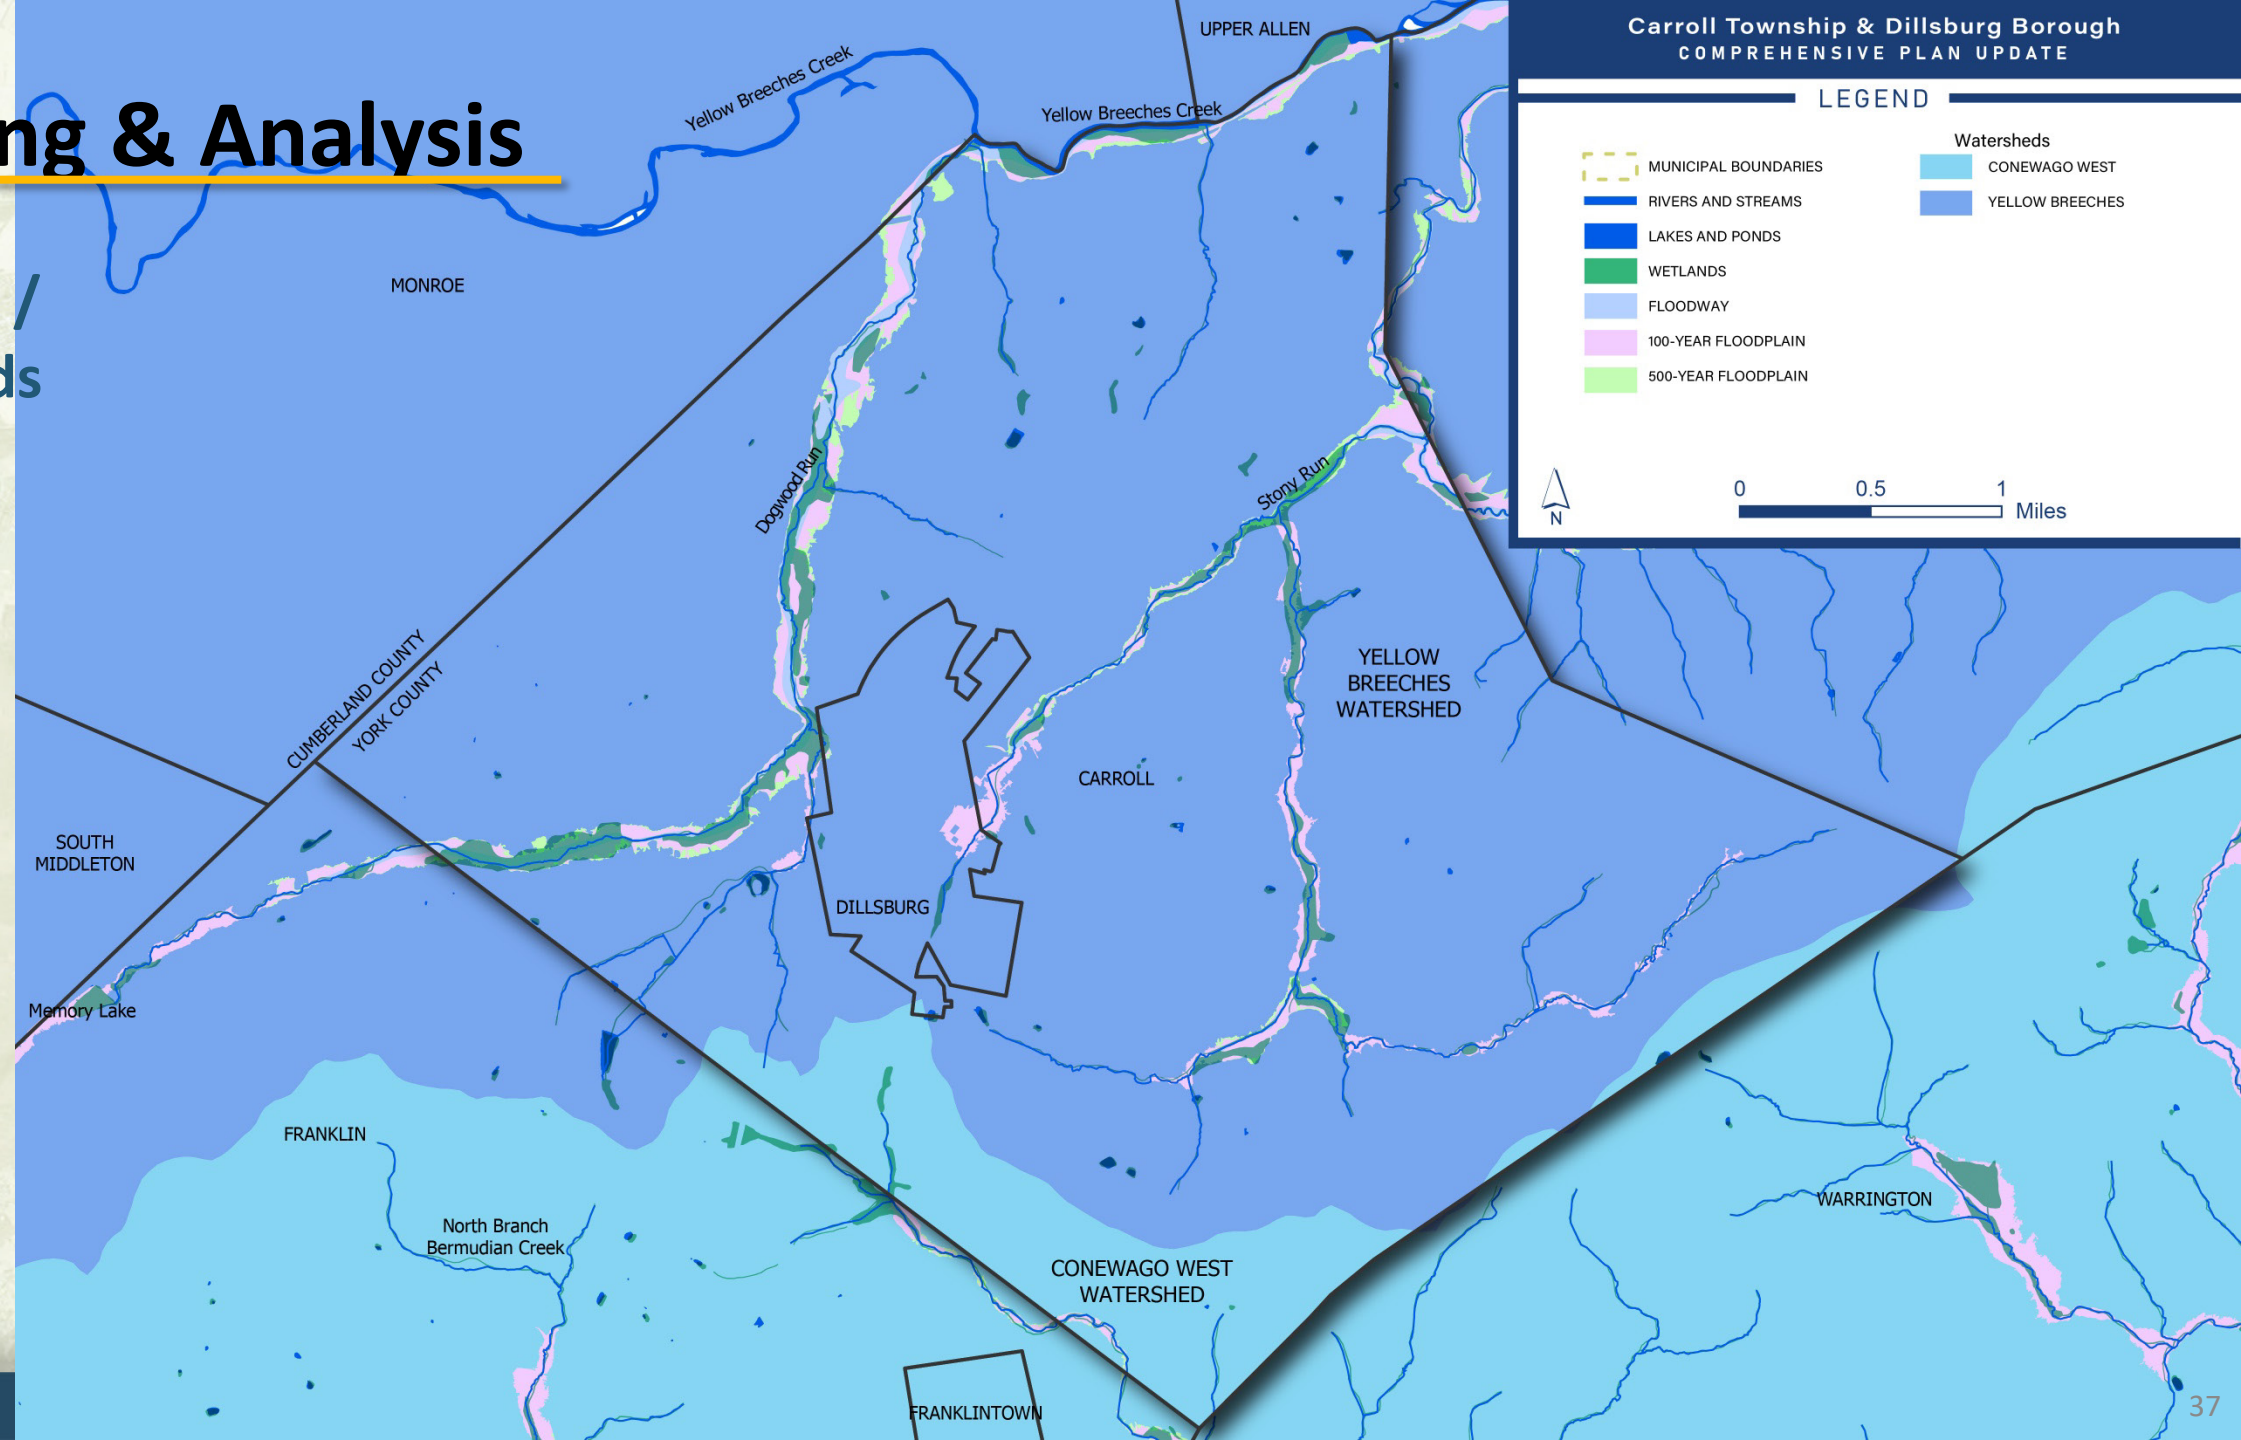 ng & Analysis
/
ds
Carroll Township & Dillsburg Borough
COMPREHENSIVE PLAN UPDATE
LEGEND
MUNICIPAL BOUNDARIES
RIVERS AND STREAMS
LAKES AND PONDS
WETLANDS
FLOODWAY
100-YEAR FLOODPLAIN
500-YEAR FLOODPLAIN
Watersheds
CONEWAGO WEST
YELLOW BREECHES
N
0 0.5 1
Miles
UPPER ALLEN
Yellow Breeches Creek
Yellow Breeches Creek
MONROE
Dogwood Run
Stony Run
CUMBERLAND COUNTY
YORK COUNTY
YELLOW
BREECHES
WATERSHED
CARROLL
SOUTH
MIDDLETON
DILLSBURG
Memory Lake
FRANKLIN
North Branch
Bermudian Creek
WARRINGTON
CONEWAGO WEST
WATERSHED
FRANKLINTOWN
37